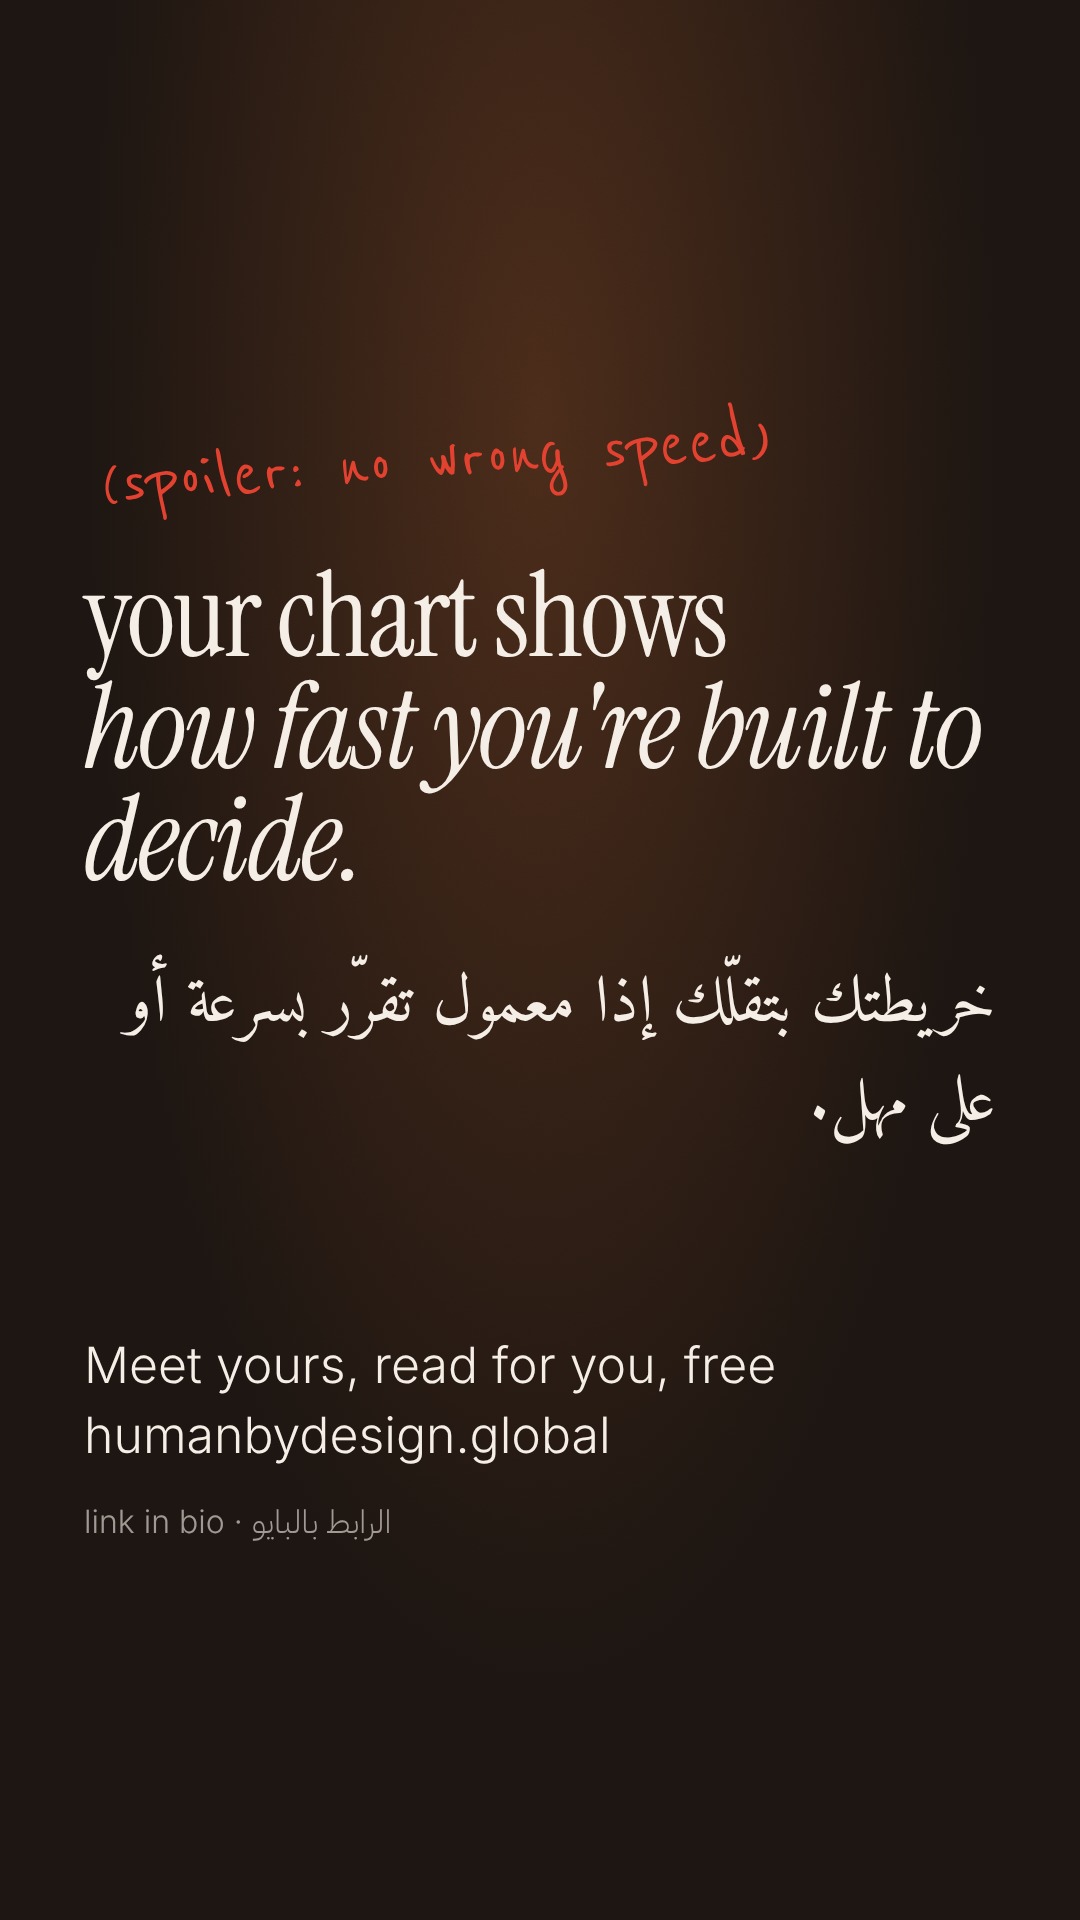 (spoiler: no wrong speed)
your chart shows
how fast you're built to
decide.
خريطتك بتقلّك إذا معمول تقرّر بسرعة أو
على مهل.
Meet yours, read for you, free
humanbydesign.global
link in bio · الرابط بالبايو